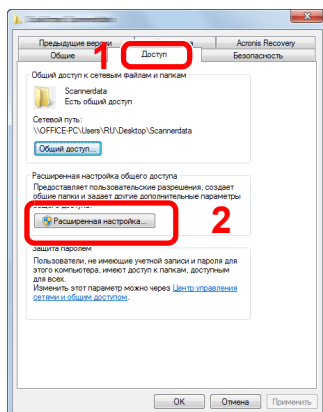 Предыдущие версии
Acronis Recovery
Общие
1
Доступ
Безопасность
Общий доступ к сетевым файлам и папкам
Scannerdata
Есть общий доступ
Сетевой путь:
\\OFFICE-PC\Users\RU\Desktop\Scannerdata
Общий доступ...
Расширенная настройка общего доступа
Предоставляет пользовательские разрешения, создает
общие папки и задает другие дополнительные параметры
общего доступа.
Расширенная настройка...
2
Защита паролем
Пользователи, не имеющие учетной записи и пароля для
этого компьютера, имеют доступ к папкам, доступным
для всех.
Изменить этот параметр можно через Центр управления
сетями и общим доступом.
OK
Отмена
Применить